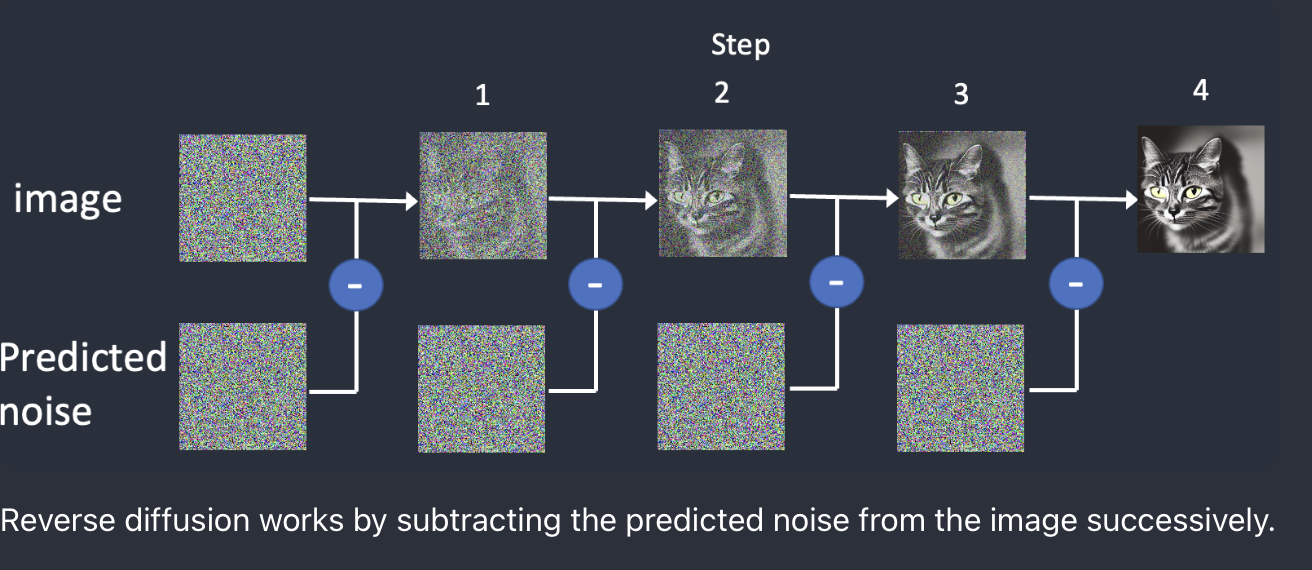 Step
1
2
3
4
image
-
-
-
-
Predicted
noise
Reverse diffusion works by subtracting the predicted noise from the image successively.